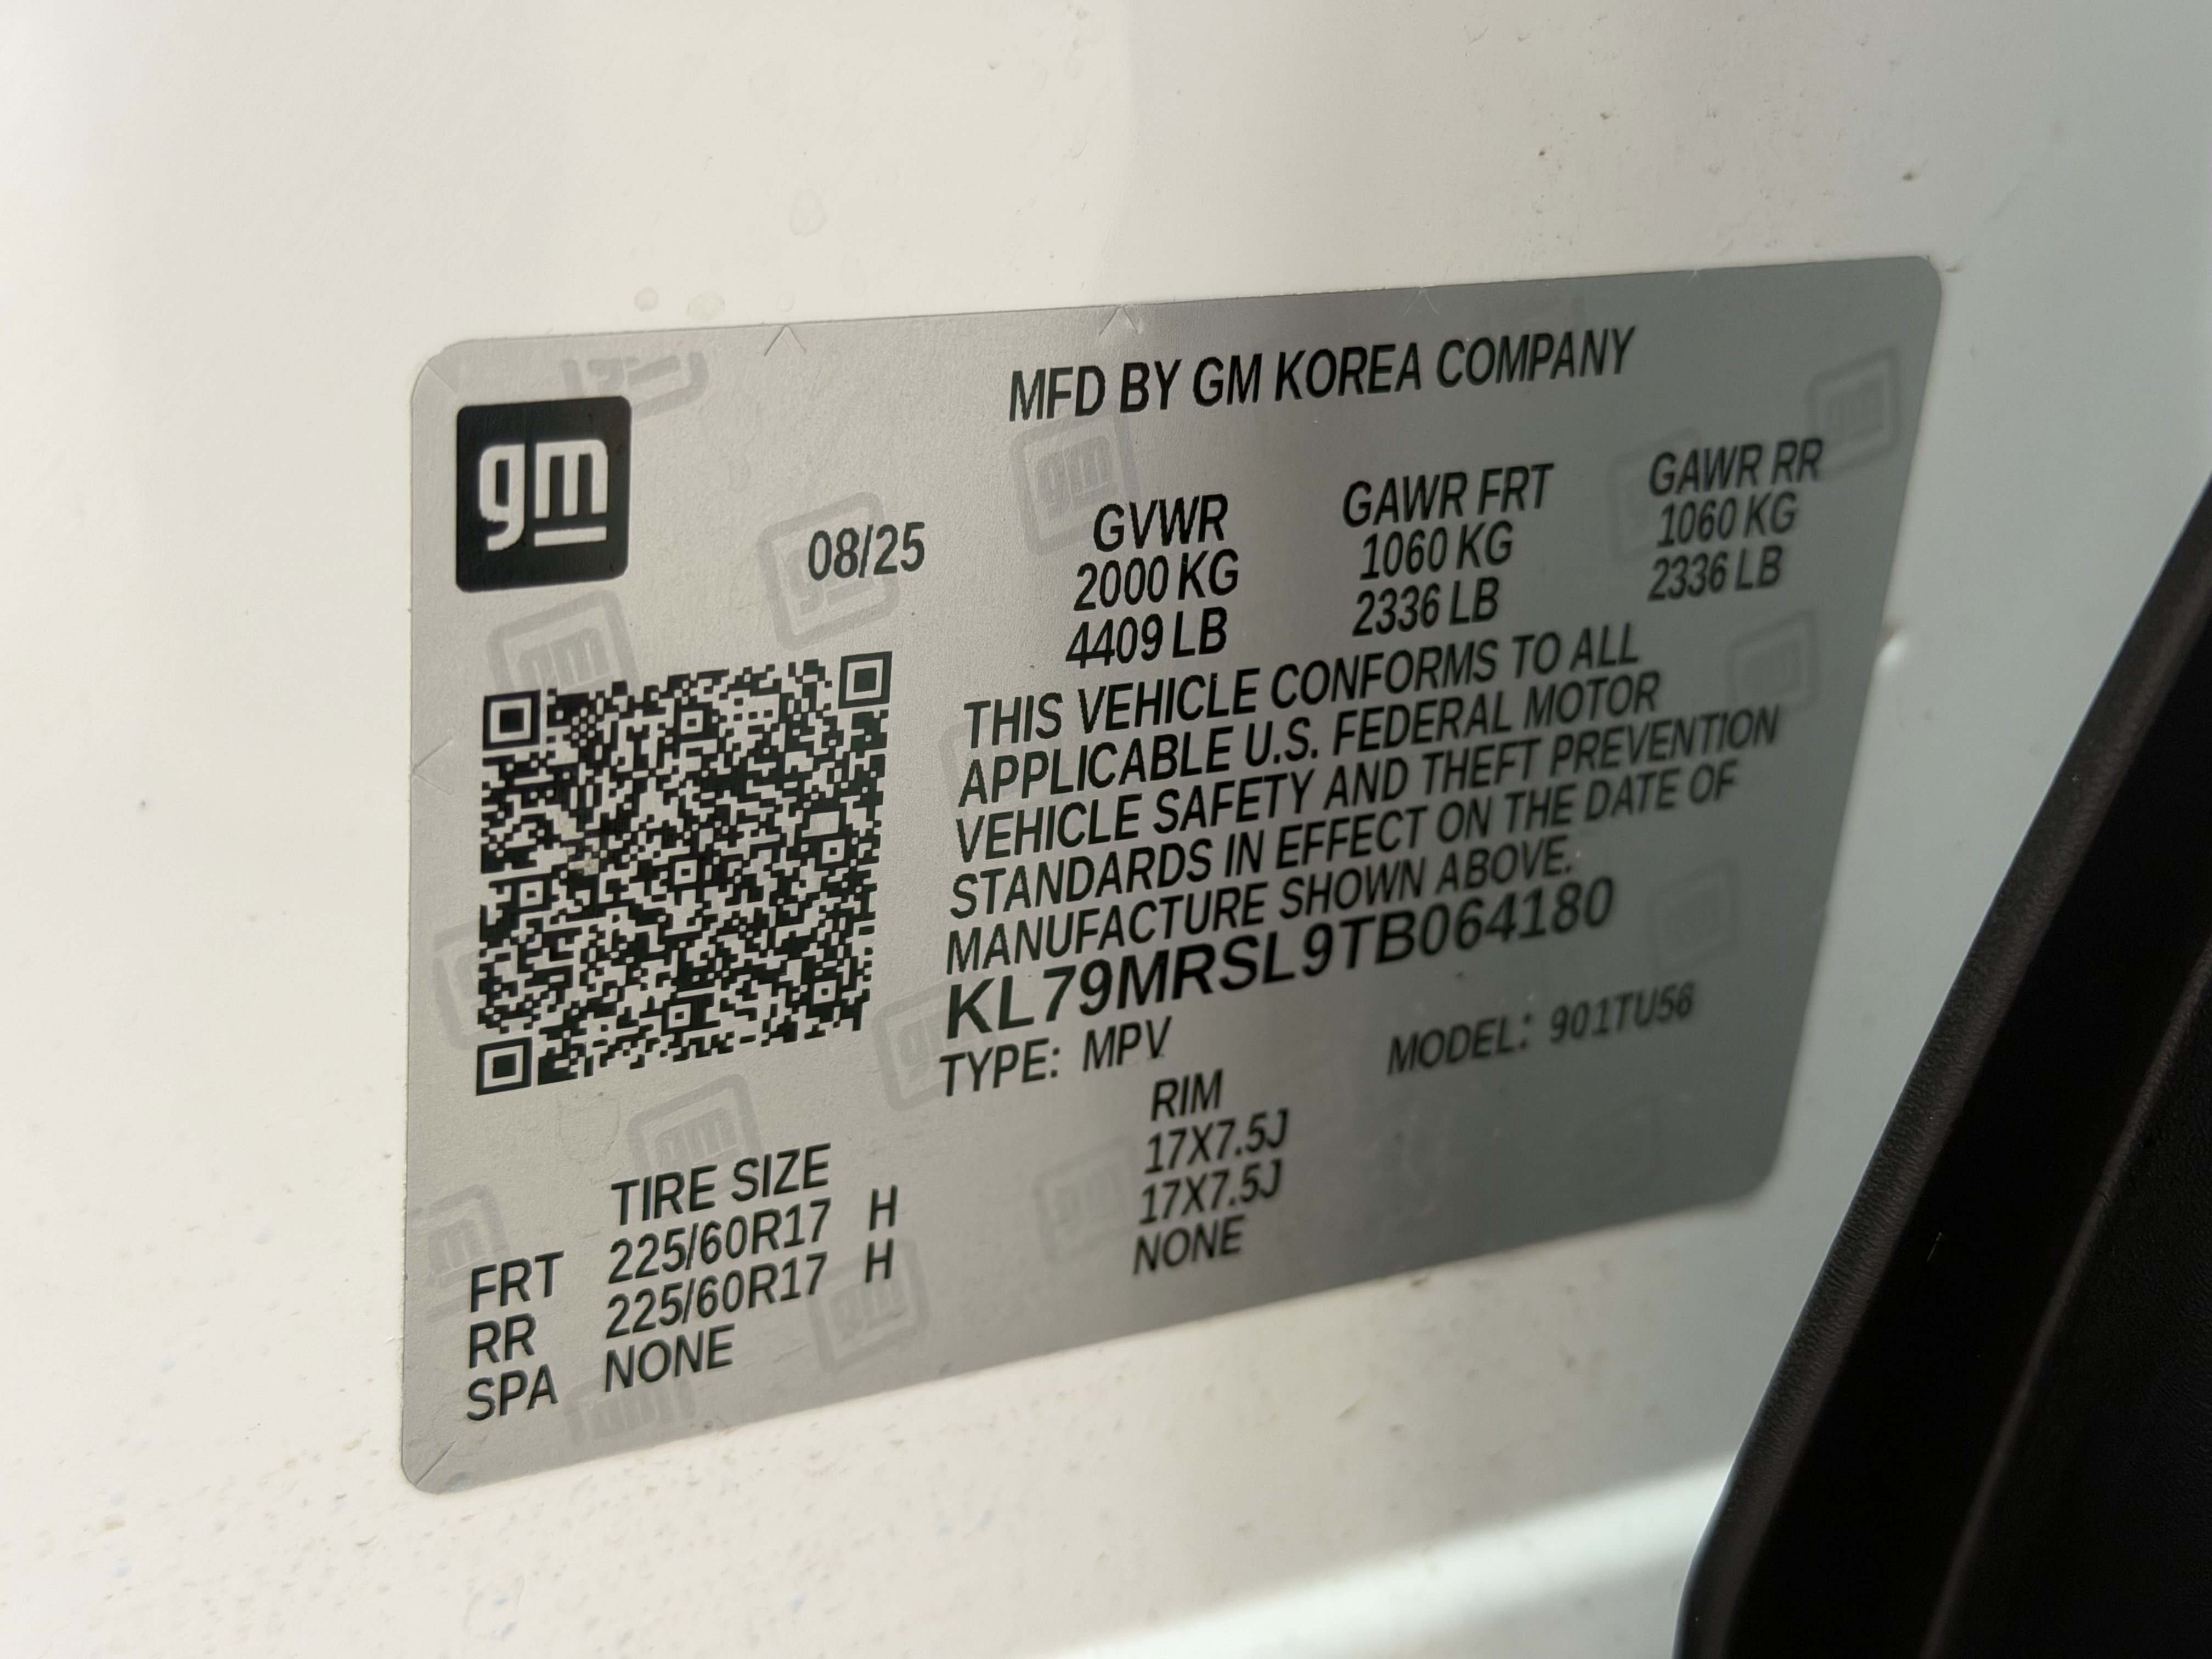 gm
MFD BY GM KOREA COMPANY
08/25
GVWR GAWR FRT GAWR RR
2000 KG 1060 KG 1060 KG
4409 LB 2336 LB 2336 LB
THIS VEHICLE CONFORMS TO ALL
APPLICABLE U.S. FEDERAL MOTOR
VEHICLE SAFETY AND THEFT PREVENTION
STANDARDS IN EFFECT ON THE DATE OF
MANUFACTURE SHOWN ABOVE.
KL79MRSL9TB064180
TYPE: MPV MODEL: 901TU58
TIRE SIZE RIM
FRT 225/60R17 H 17X7.5J
RR 225/60R17 H 17X7.5J
SPA NONE NONE